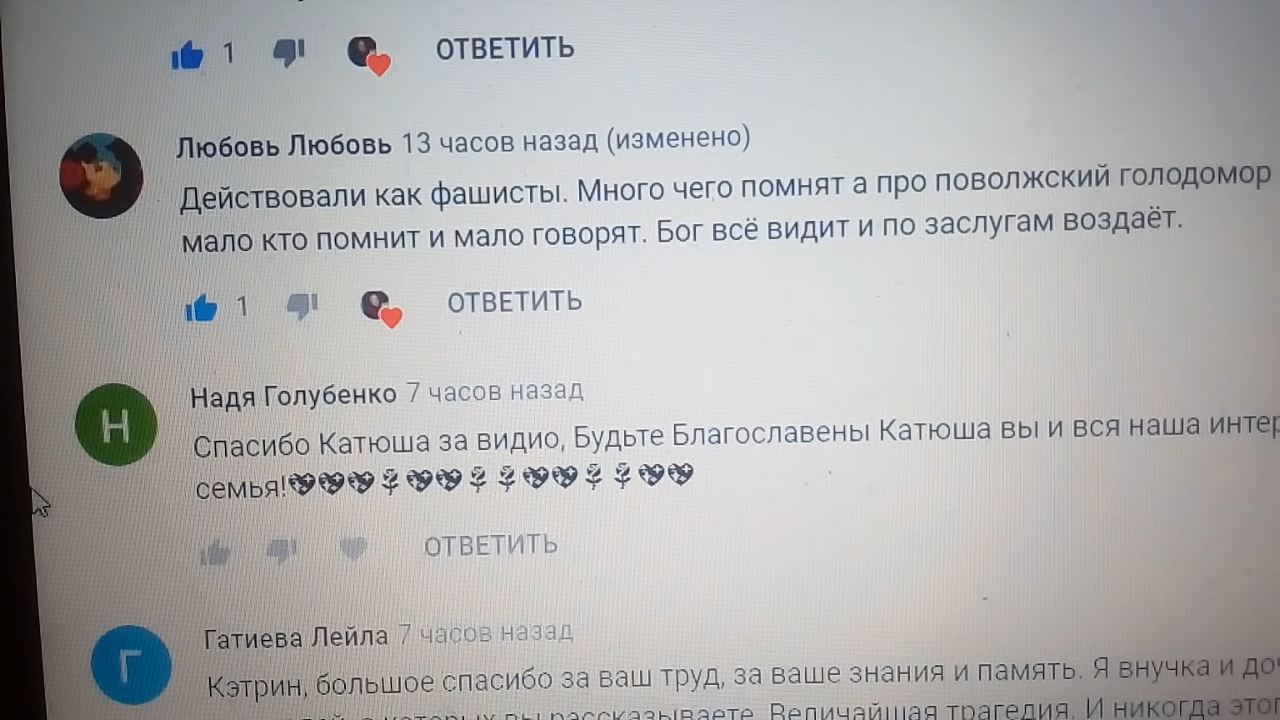 1 ОТВЕТИТЬ
Любовь Любовь 13 часов назад (изменено)
Действовали как фашисты. Много чего помнят а про поволжский голодомор
мало кто помнит и мало говорят. Бог всё видит и по заслугам воздаёт.
1 ОТВЕТИТЬ
Н
Надя Голубенко 7 часов назад
Спасибо Катюша за видио, Будьте Благославены Катюша вы и вся наша
семья!💖💖💖🌹💖💖🌹🌹💖💖🌹🌹💖💖
ОТВЕТИТЬ
Г
Гатиева Лейла 7 часов назад
Кэтрин, большое спасибо за ваш труд, за ваше знания и память. Я внучка и
которых вы рассказываете. Величайшая трагедия. И никогда